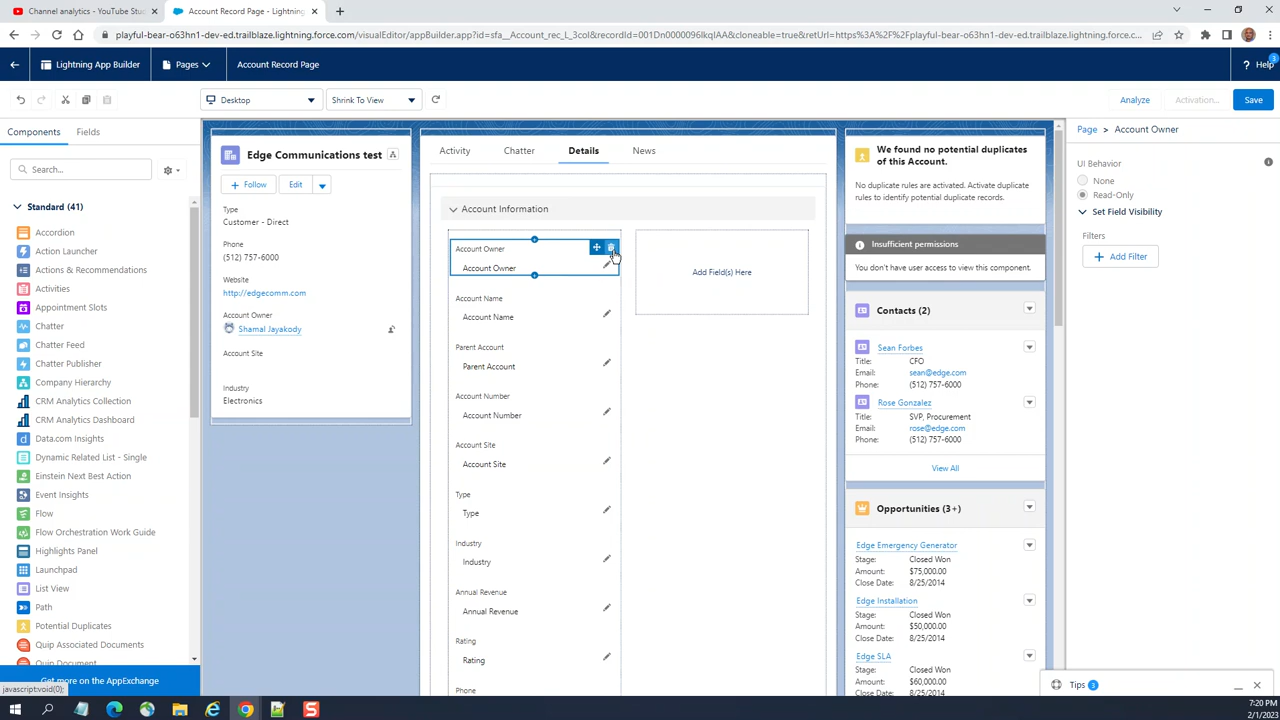 Channel analytics - YouTube Stu
Account Record Page - Lightning
playful-bear-o63hn1-dev-ed.trailblaze.lightning.force.com/visualEditor/appBuilder.app?id=sfa__Account_rec_L_3col&recordId=001Dn0000096lkqIAA&cloneable=true&retUrl=https%3A%2F%2Fplayful-bear-o63hn1-dev-ed.trailblaze.lightning.force.c...
Lightning App Builder
Pages
Account Record Page
3
? Help
Desktop
Shrink To View
Analyze
Activation...
Save
Components
Fields
Search...
Standard (41)
Accordion
Action Launcher
Actions & Recommendations
Activities
Appointment Slots
Chatter
Chatter Feed
Chatter Publisher
Company Hierarchy
CRM Analytics Collection
CRM Analytics Dashboard
Data.com Insights
Dynamic Related List - Single
Einstein Next Best Action
Event Insights
Flow
Flow Orchestration Work Guide
Highlights Panel
Launchpad
List View
Path
Potential Duplicates
Quip Associated Documents
Quip Document
Get more on the AppExchange
javascript:void(0);
Edge Communications test
Follow
Edit
Type
Customer - Direct
Phone
(512) 757-6000
Website
http://edgecomm.com
Account Owner
Shamal Jayakody
Account Site
Industry
Electronics
Activity
Chatter
Details
News
Account Information
Account Owner
Account Owner
Account Name
Account Name
Parent Account
Parent Account
Account Number
Account Number
Account Site
Account Site
Type
Type
Industry
Industry
Annual Revenue
Annual Revenue
Rating
Rating
Phone
Add Field(s) Here
We found no potential duplicates
of this Account.
No duplicate rules are activated. Activate duplicate
rules to identify potential duplicate records.
Insufficient permissions
You don't have user access to view this component.
Contacts (2)
Sean Forbes
Title: CFO
Email: sean@edge.com
Phone: (512) 757-6000
Rose Gonzalez
Title: SVP, Procurement
Email: rose@edge.com
Phone: (512) 757-6000
View All
Opportunities (3+)
Edge Emergency Generator
Stage: Closed Won
Amount: $75,000.00
Close Date: 8/25/2014
Edge Installation
Stage: Closed Won
Amount: $50,000.00
Close Date: 8/25/2014
Edge SLA
Stage: Closed Won
Amount: $60,000.00
Close Date: 8/25/2014
Page > Account Owner
UI Behavior
None
Read-Only
Set Field Visibility
Filters
Add Filter
Tips 3
7:20 PM
2/1/2023